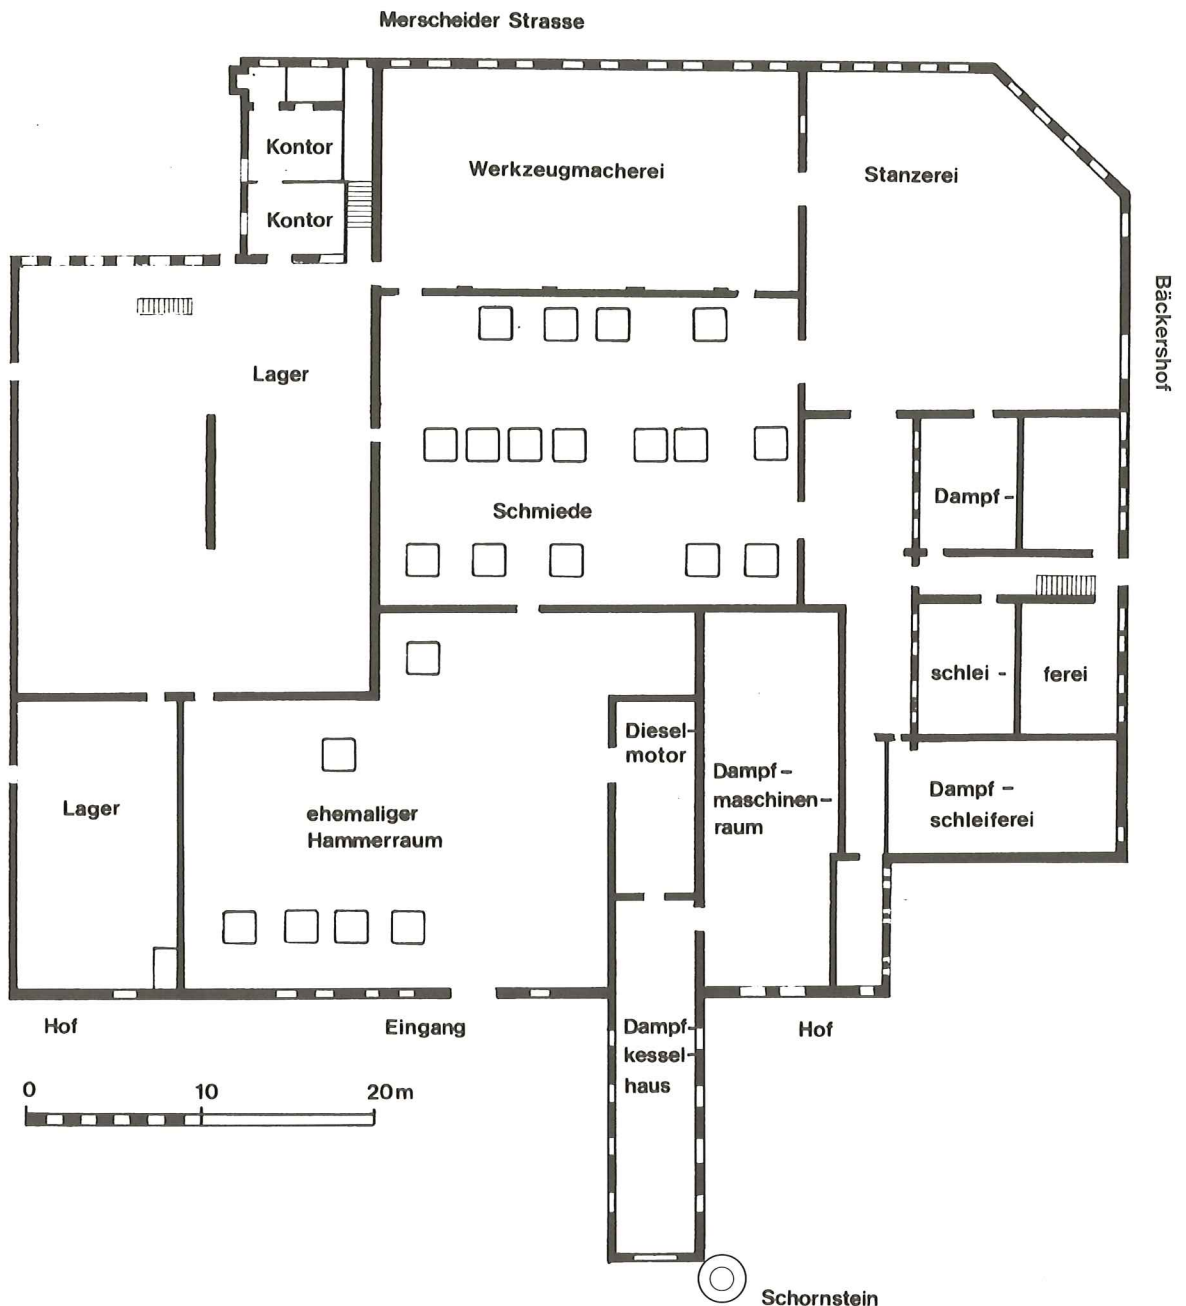 Merscheider Strasse
Kontor
Kontor
Werkzeugmacherei
Stanzerei
Bäckershof
Lager
Schmiede
Dampf-
schlei-
ferei
Diesel-
motor
Dampf-
maschinen-
raum
Dampf-
schleiferei
Lager
ehemaliger
Hammerraum
Hof
Eingang
Dampf-
kessel-
haus
Hof
0 10 20m
Schornstein